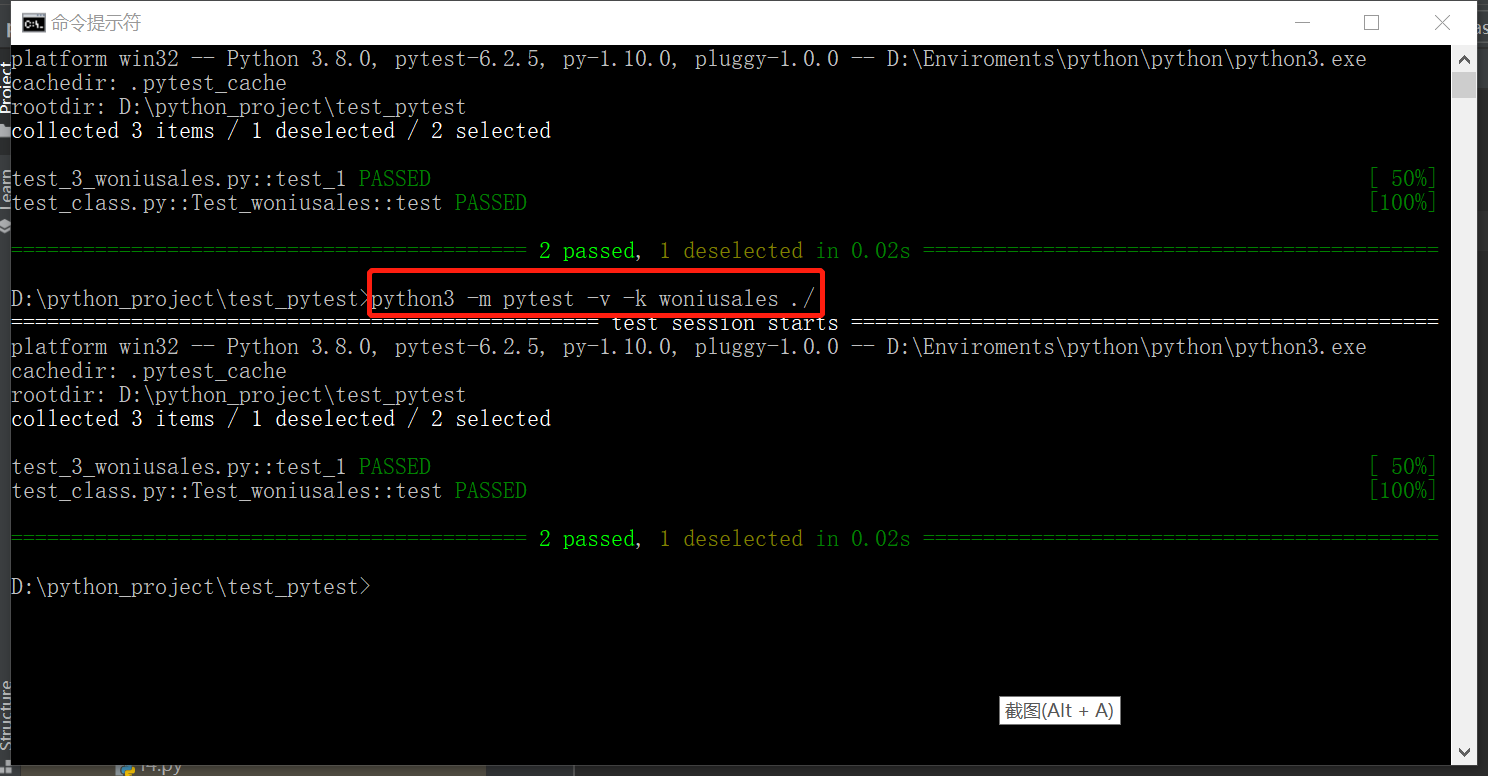 命令提示符
platform win32 -- Python 3.8.0, pytest-6.2.5, py-1.10.0, pluggy-1.0.0 -- D:\Enviroments\python\python\python3.exe
cachedir: .pytest_cache
rootdir: D:\python_project\test_pytest
collected 3 items / 1 deselected / 2 selected
test_3_woniusales.py::test_1 PASSED [ 50%]
test_class.py::Test_woniusales::test PASSED [100%]
=========================================== 2 passed, 1 deselected in 0.02s ===========================================
D:\python_project\test_pytest>python3 -m pytest -v -k woniusales ./
================================================= test session starts =================================================
platform win32 -- Python 3.8.0, pytest-6.2.5, py-1.10.0, pluggy-1.0.0 -- D:\Enviroments\python\python\python3.exe
cachedir: .pytest_cache
rootdir: D:\python_project\test_pytest
collected 3 items / 1 deselected / 2 selected
test_3_woniusales.py::test_1 PASSED [ 50%]
test_class.py::Test_woniusales::test PASSED [100%]
=========================================== 2 passed, 1 deselected in 0.02s ===========================================
D:\python_project\test_pytest>
截图(Alt + A)
Project
Learn
Structure